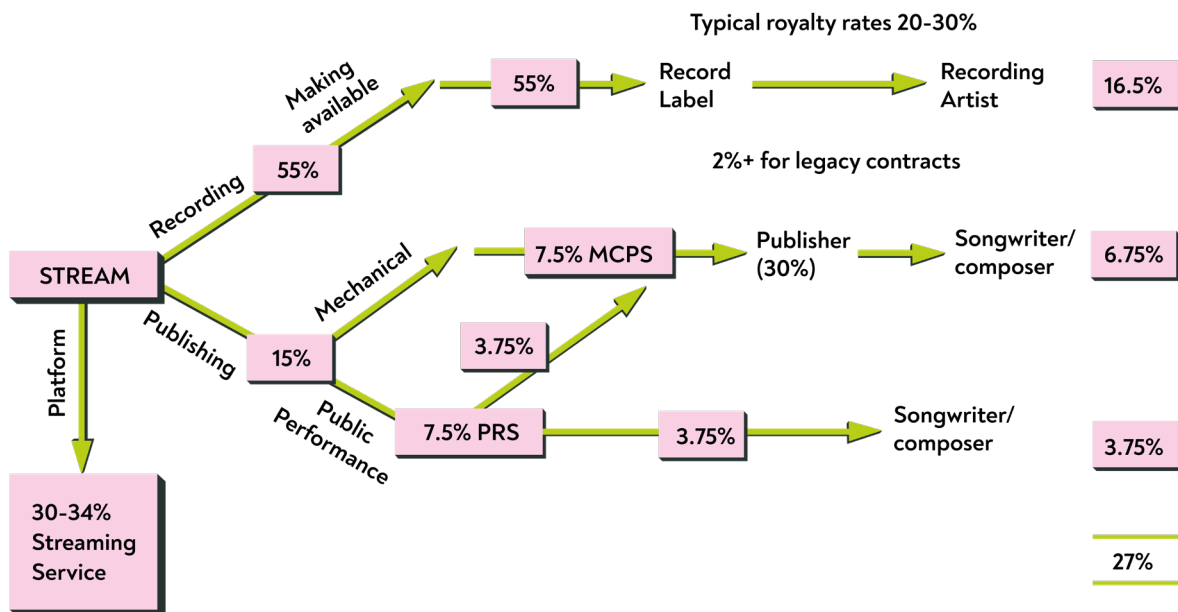 Typical royalty rates 20-30%
Making
available
55%
Record
Label
Recording
Artist
16.5%
55%
Recording
2%+ for legacy contracts
STREAM
Mechanical
7.5% MCPS
Publisher
(30%)
Songwriter/
composer
6.75%
Publishing
15%
3.75%
Platform
Public
Performance
7.5% PRS
3.75%
Songwriter/
composer
3.75%
30-34%
Streaming
Service
27%